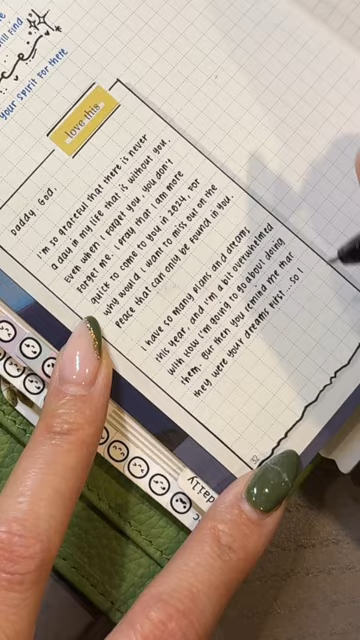 will find
your spirit for there
love this
Daddy God,
I'm so grateful that there is never
a day in my life that is without you.
Even when I forget you, you don't
forget me. I pray that I am more
quick to come to you in 2024, for
why would I want to miss out on the
peace that can only be found in you.
I have so many plans and dreams
this year, and I'm a bit overwhelmed
with how I'm going to go about doing
them. But then you remind me that
they were your dreams first...so I
32
daily